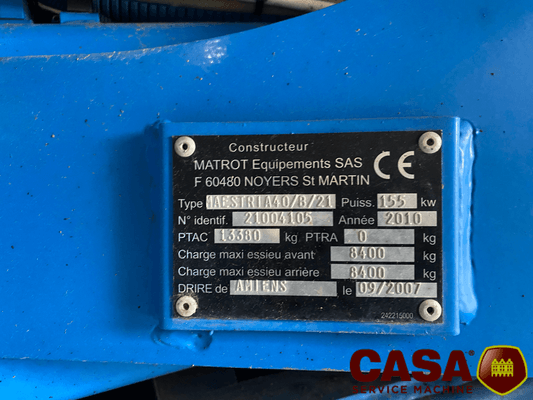 Constructeur
MATROT Equipements SAS
F 60480 NOYERS St MARTIN
CE
Type MAESTRIA40/8/21 Puiss. 155 kw
N° identif. 21004105 Année 2010
PTAC 13380 kg PTRA 0 kg
Charge maxi essieu avant 8400 kg
Charge maxi essieu arrière 8400 kg
DRIRE de AMIENS le 09/2007
242215000
CASA
SERVICE MACHINE